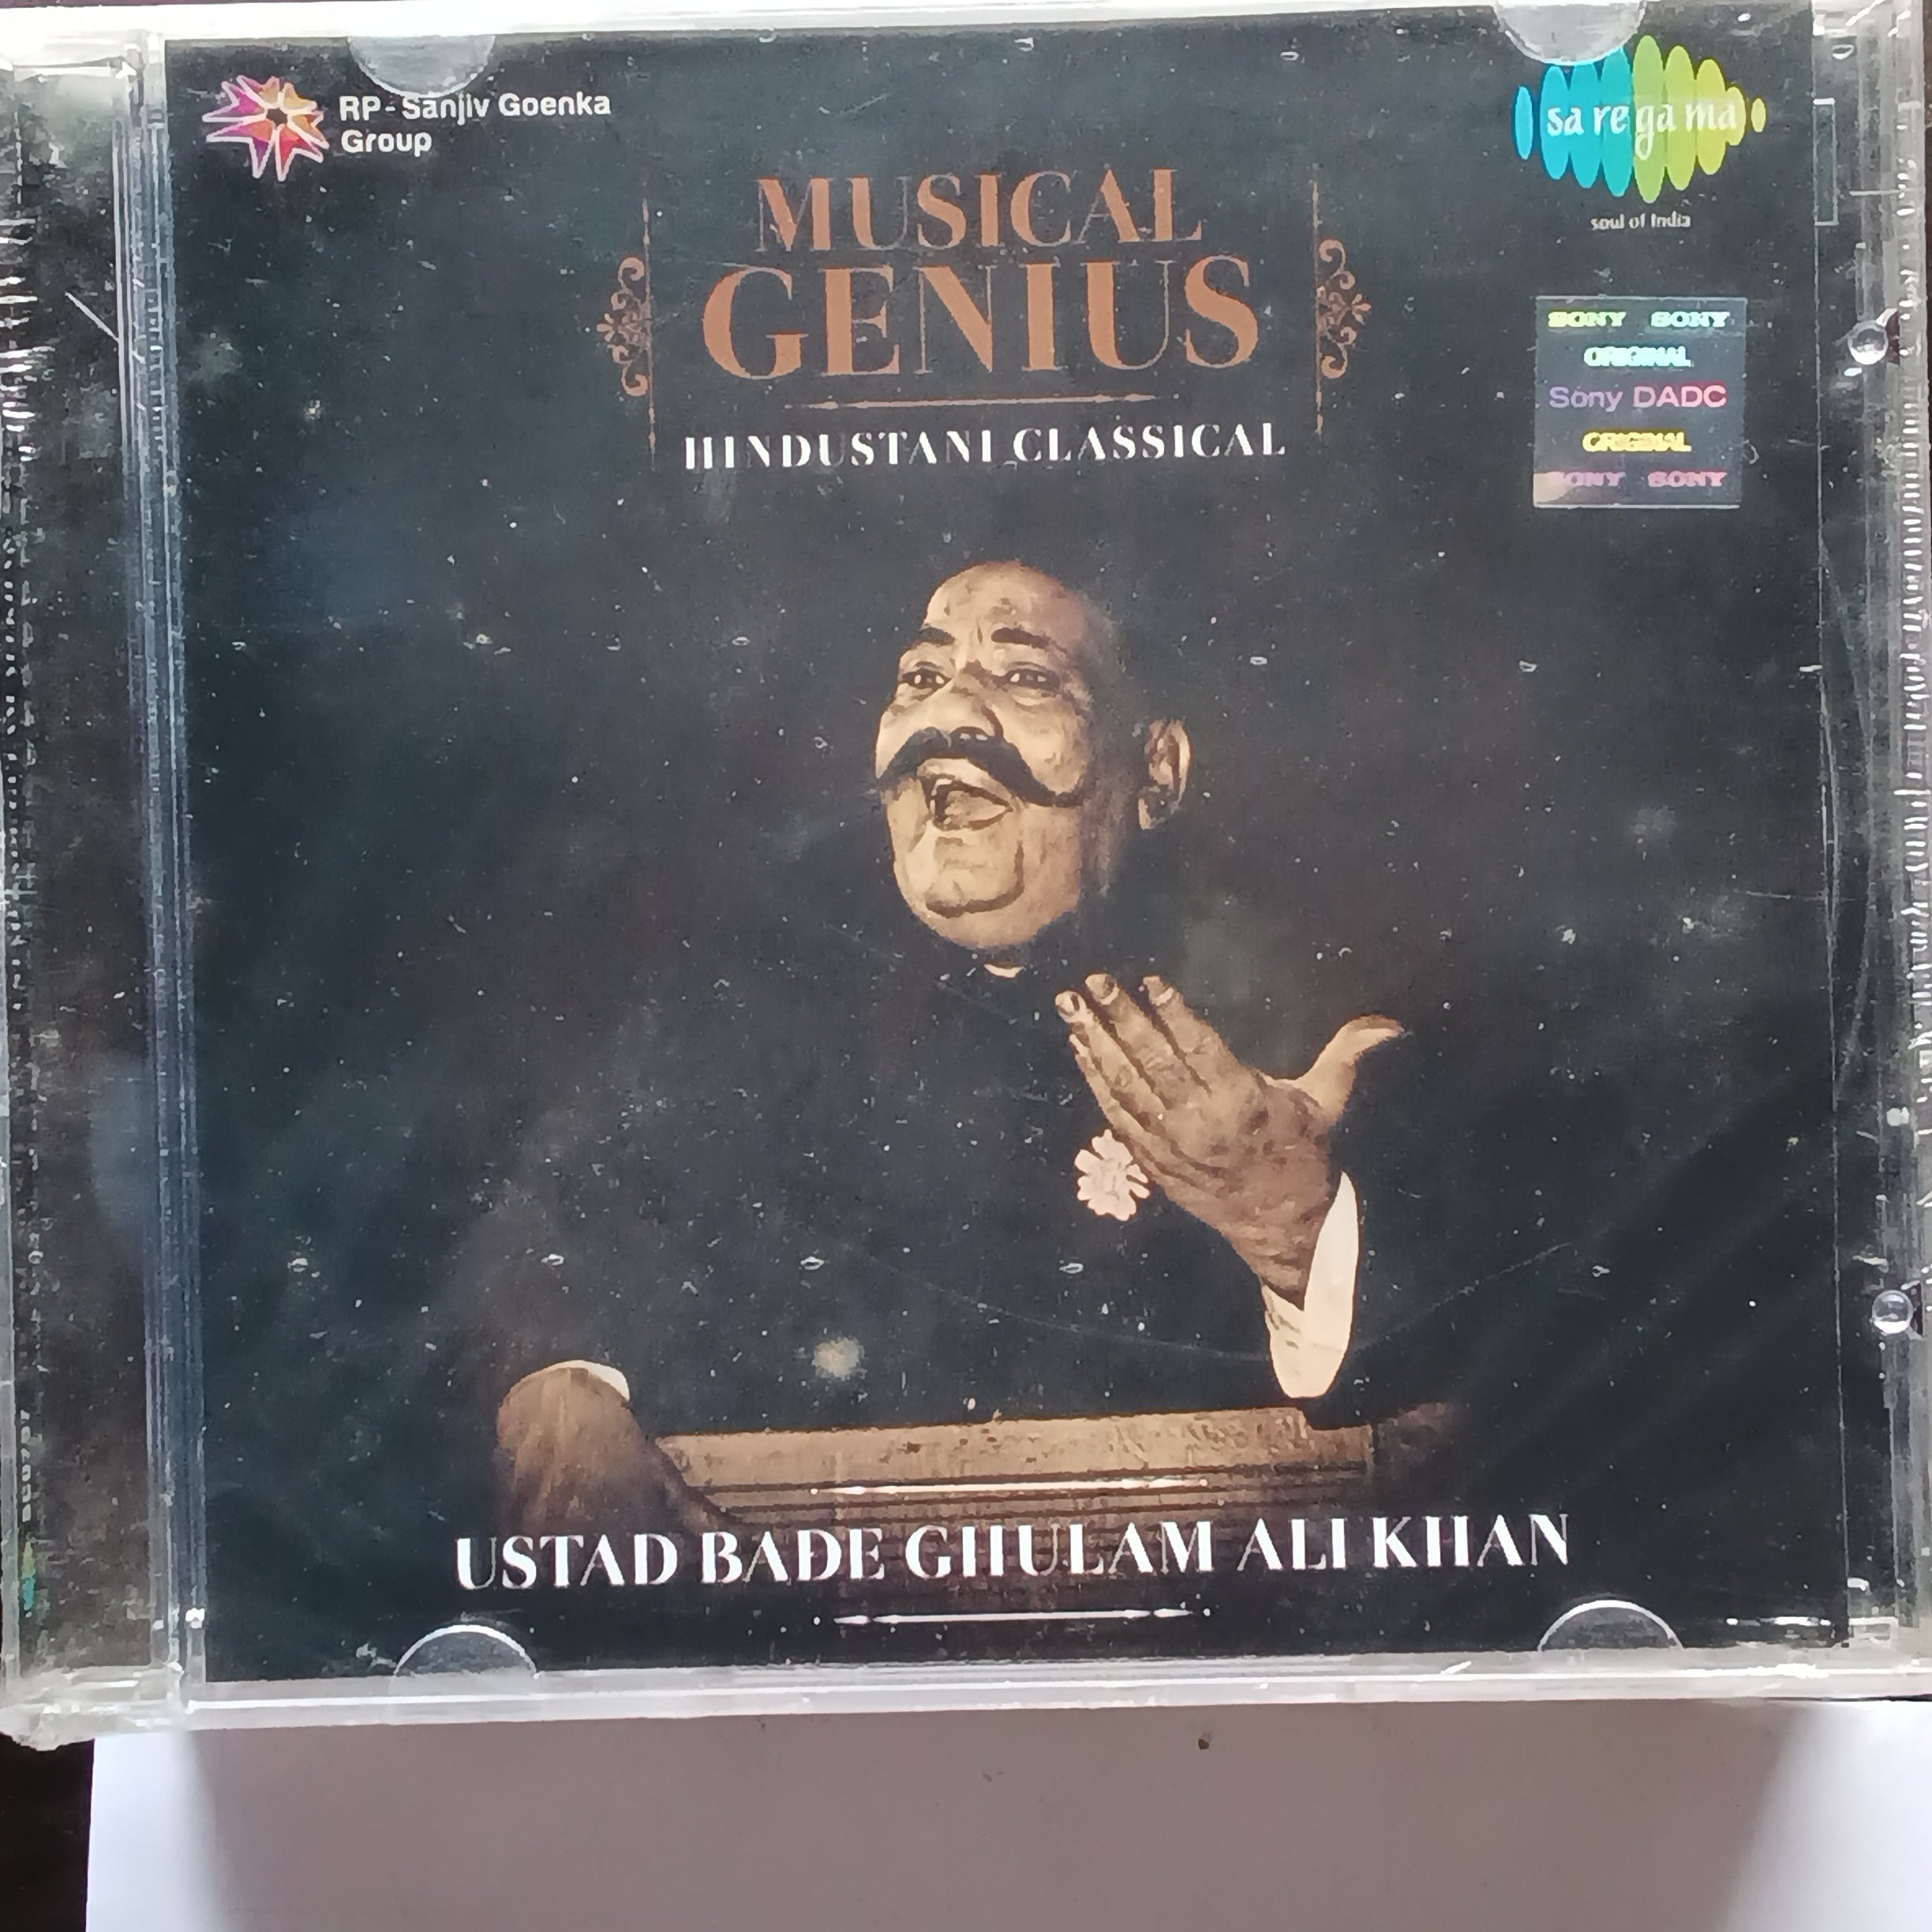 RP-Sanjiv Goenka
Group
sa re ga ma
soul of India
MUSICAL
GENIUS
HINDUSTANI CLASSICAL
SONY SONY
ORIGINAL
Sony DADC
ORIGINAL
SONY SONY
USTAD BADE GHULAM ALI KHAN